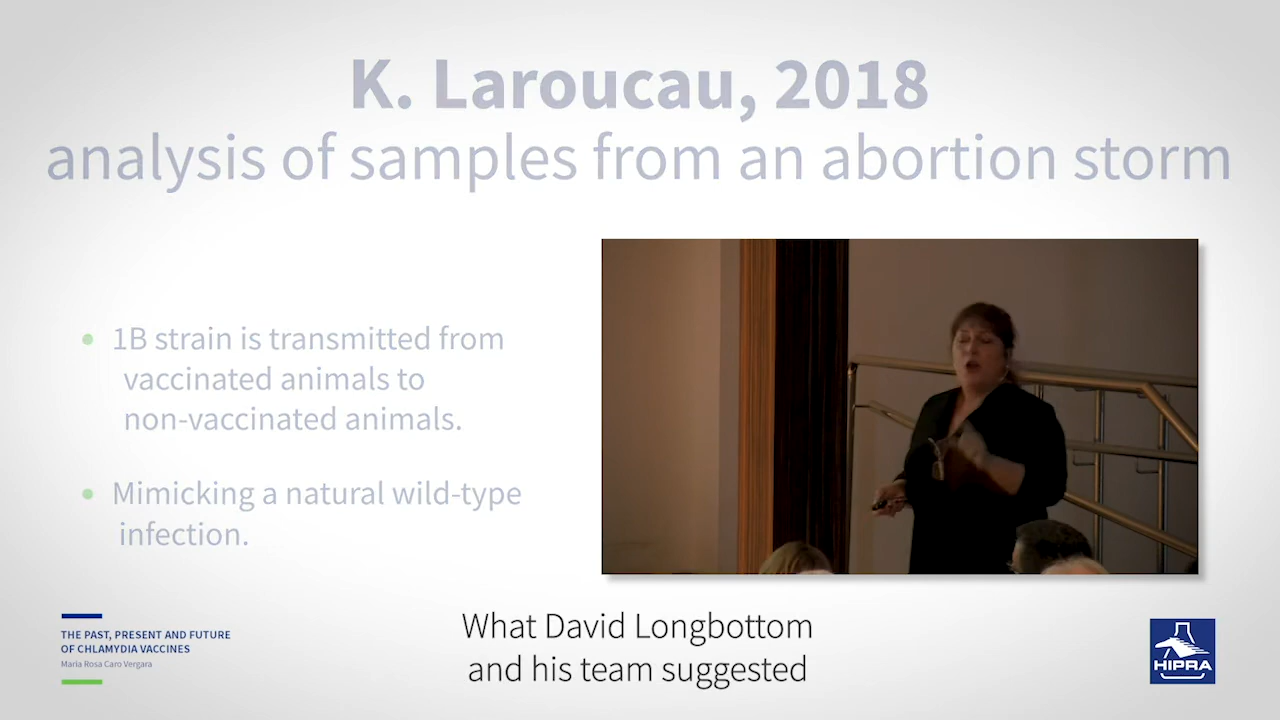 K. Laroucau, 2018
analysis of samples from an abortion storm
1B strain is transmitted from
vaccinated animals to
non-vaccinated animals.
Mimicking a natural wild-type
infection.
THE PAST, PRESENT AND FUTURE
OF CHLAMYDIA VACCINES
Maria Rosa Caro Vergara
What David Longbottom
and his team suggested
HIPRA